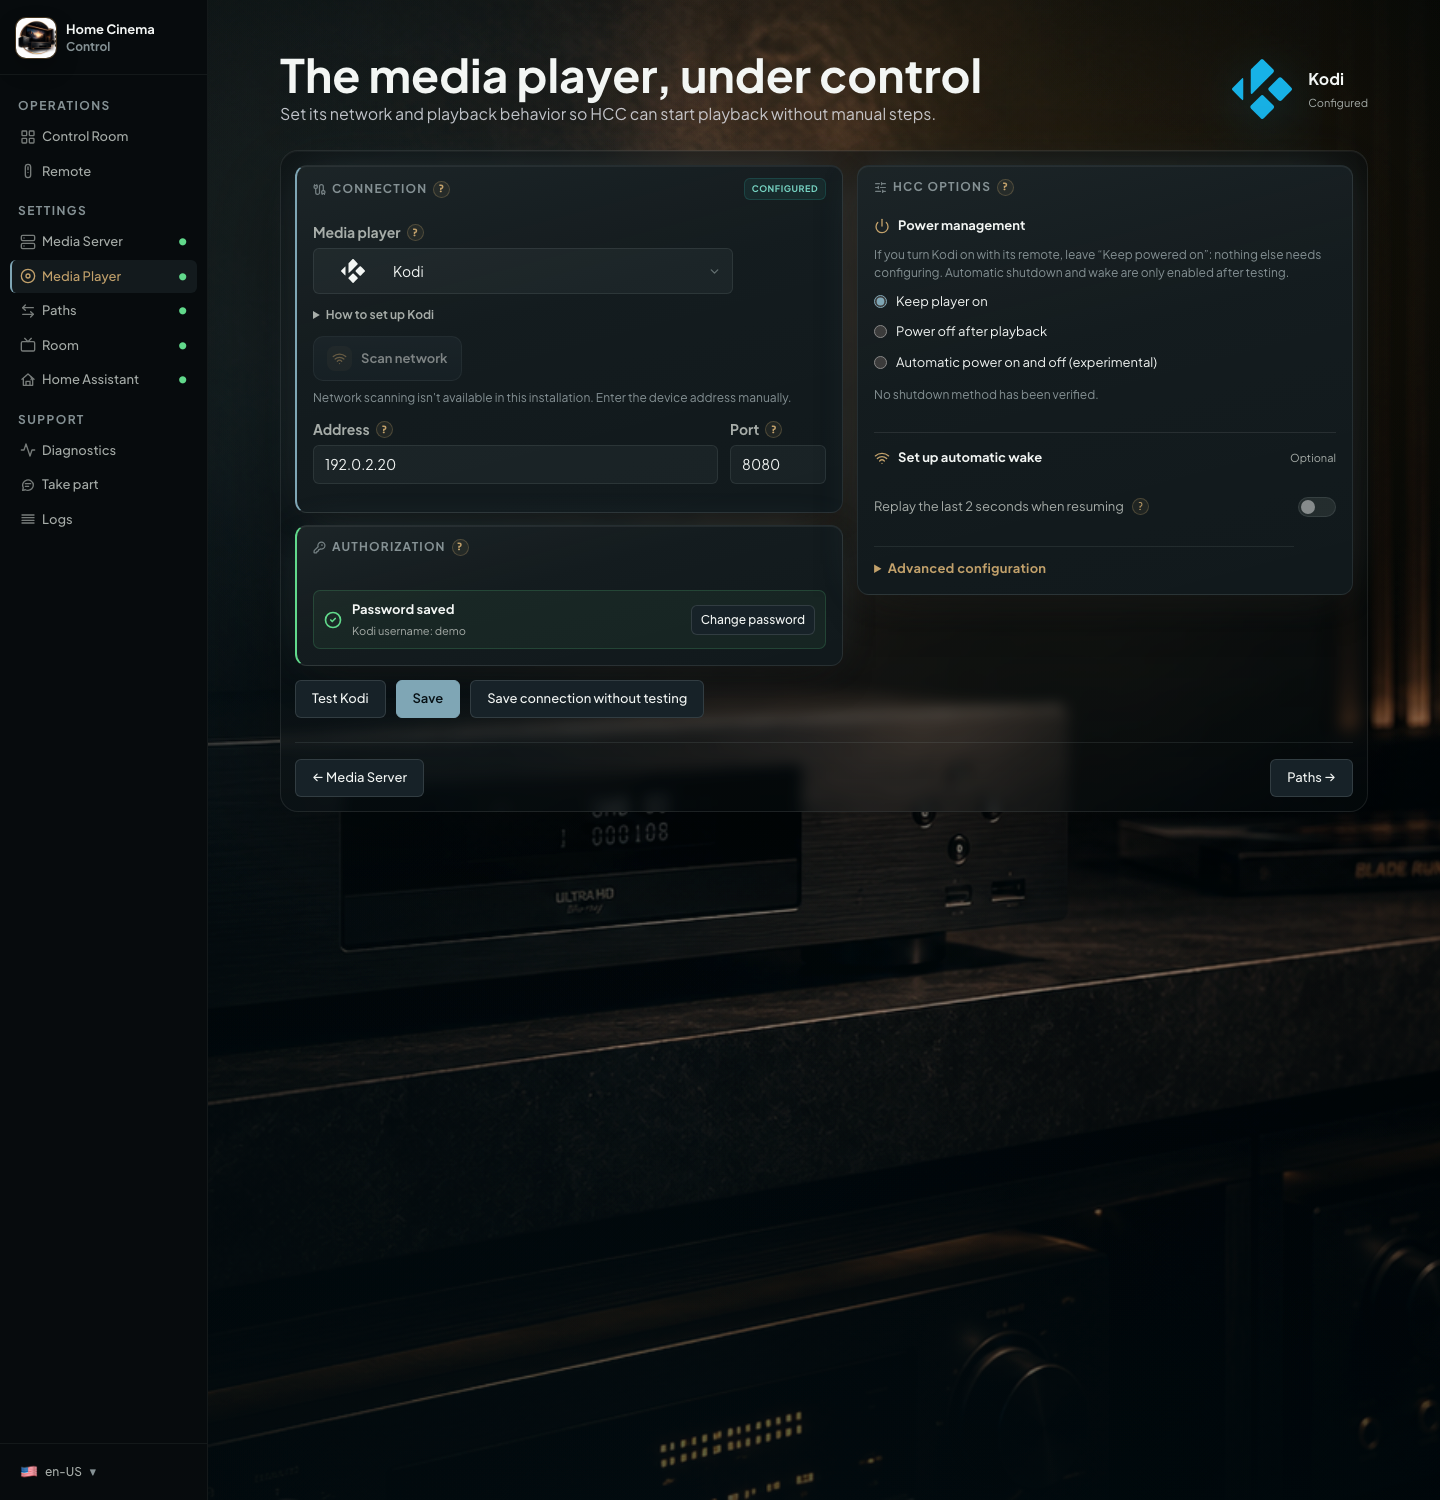 Home Cinema
Control
OPERATIONS
Control Room
Remote
SETTINGS
Media Server
Media Player
Paths
Room
Home Assistant
SUPPORT
Diagnostics
Take part
Logs
en-US
The media player, under control
Set its network and playback behavior so HCC can start playback without manual steps.
Kodi
Configured
CONNECTION ?
CONFIGURED
Media player ?
Kodi
How to set up Kodi
Scan network
Network scanning isn't available in this installation. Enter the device address manually.
Address ?
Port ?
192.0.2.20
8080
AUTHORIZATION ?
Password saved
Kodi username: demo
Change password
Test Kodi
Save
Save connection without testing
HCC OPTIONS ?
Power management
If you turn Kodi on with its remote, leave “Keep powered on”: nothing else needs
configuring. Automatic shutdown and wake are only enabled after testing.
Keep player on
Power off after playback
Automatic power on and off (experimental)
No shutdown method has been verified.
Set up automatic wake
Optional
Replay the last 2 seconds when resuming ?
Advanced configuration
← Media Server
Paths →
000108
ULTRA HD
Blu-ray
BLADE RUN